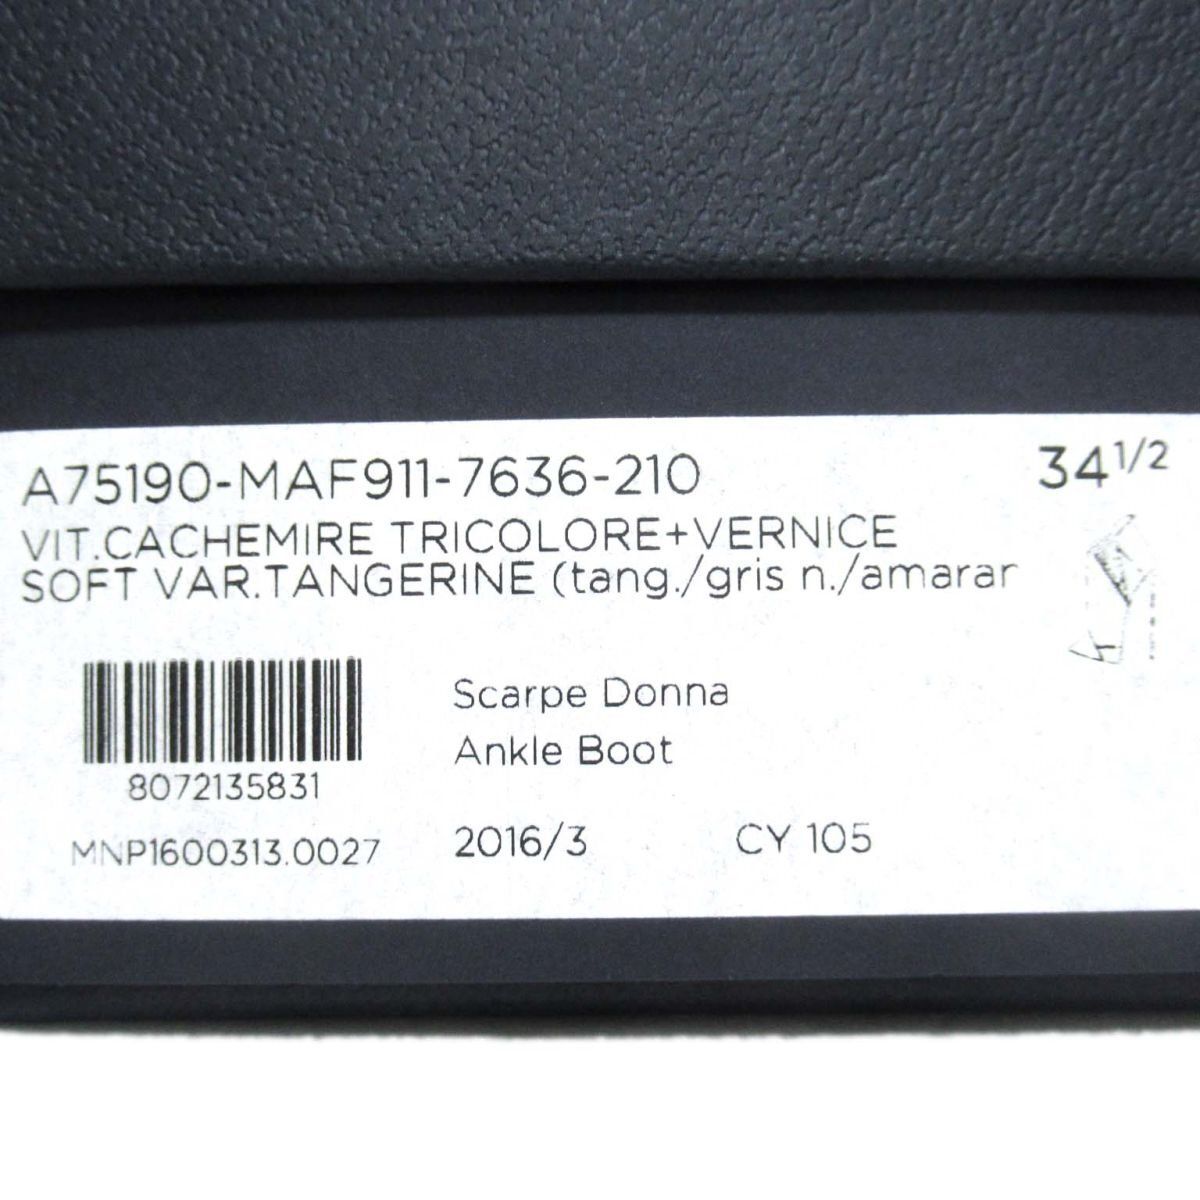 A75190-MAF911-7636-210
34 1/2
VIT.CACHEMIRE TRICOLORE+VERNICE
SOFT VAR.TANGERINE (tang./gris n./amarar
8072135831
Scarpe Donna
Ankle Boot
MNP1600313.0027
2016/3
CY 105